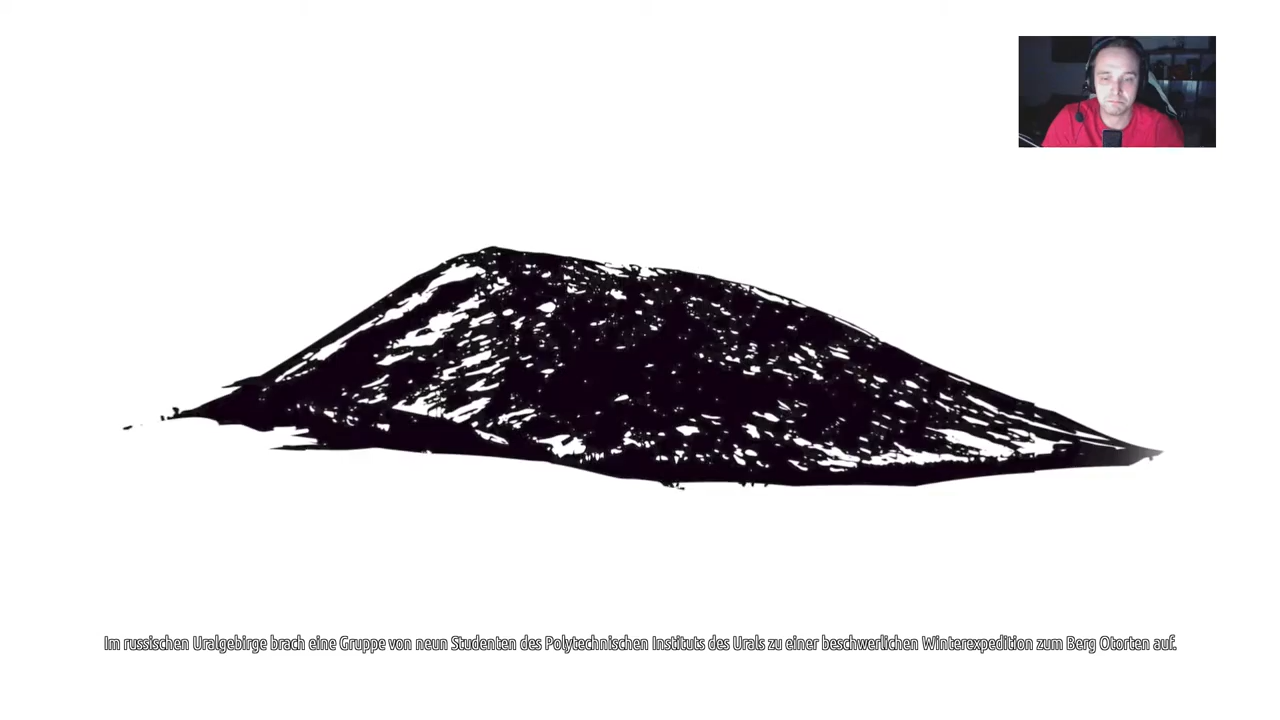 Im russischen Uralgebirge brach eine Gruppe von neun Studenten des Polytechnischen Instituts des Urals zu einer beschwerlichen Winterexpedition zum Berg Otorten auf.